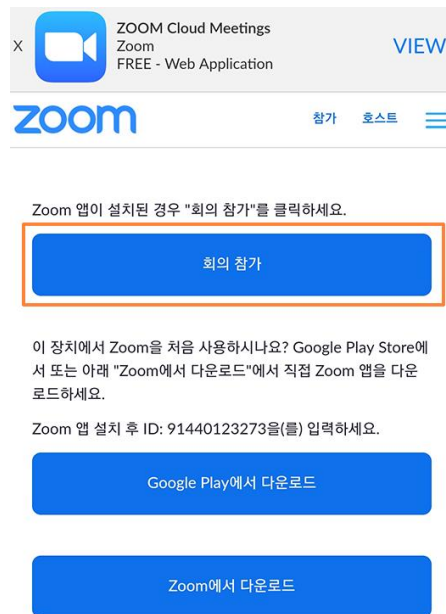 ZOOM Cloud Meetings
X
Zoom
VIEW
FREE - Web Application
zoom
참가
호스트
Zoom 앱이 설치된 경우 "회의 참가"를 클릭하세요.
회의 참가
이 장치에서 Zoom을 처음 사용하시나요? Google Play Store에
서 또는 아래 "Zoom에서 다운로드"에서 직접 Zoom 앱을 다운
로드하세요.
Zoom 앱 설치 후 ID: 91440123273을(를) 입력하세요.
Google Play에서 다운로드
Zoom에서 다운로드